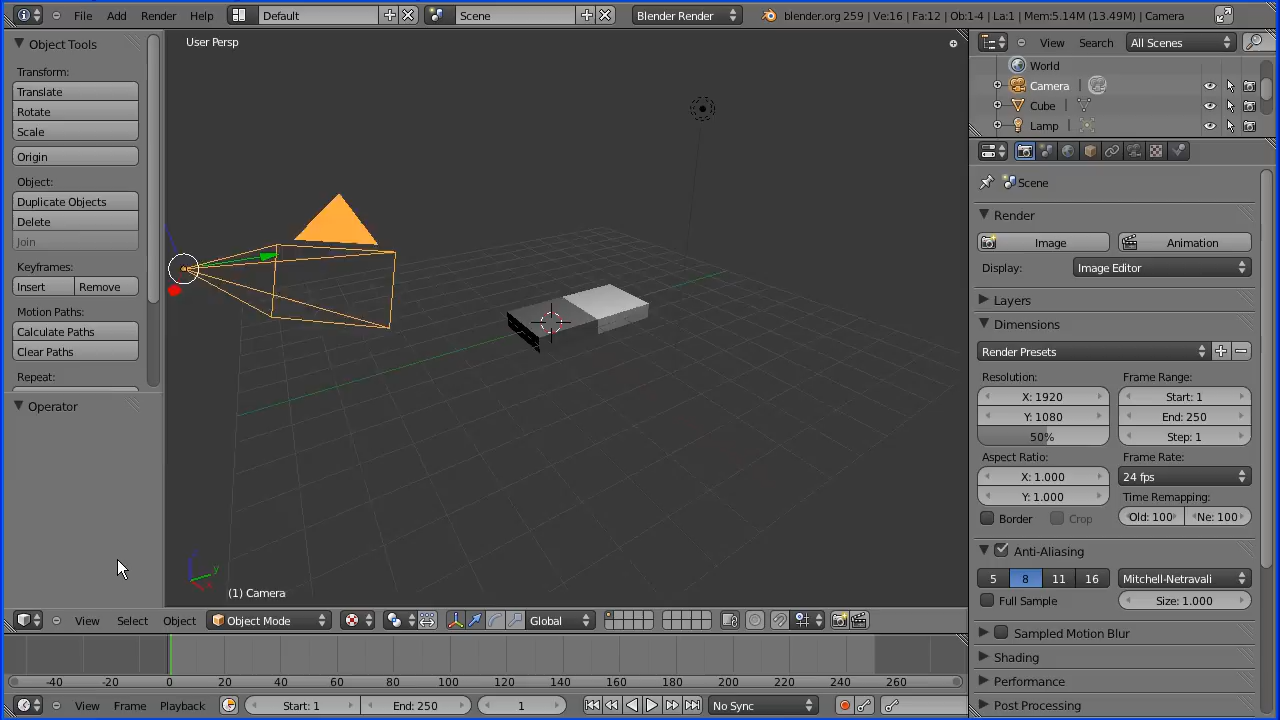 File Add Render Help Default Scene Blender Render blender.org 259 | Ve:16 | Fa:12 | Ob:1-4 | La:1 | Mem:5.14M (13.49M) | Camera
Object Tools
Transform:
Translate
Rotate
Scale
Origin
Object:
Duplicate Objects
Delete
Join
Keyframes:
Insert Remove
Motion Paths:
Calculate Paths
Clear Paths
Repeat:
Operator
User Persp
y
(1) Camera
View Select Object Object Mode Global
-40 -20 0 20 40 60 80 100 120 140 160 180 200 220 240 260
View Frame Playback Start: 1 End: 250 1 No Sync
View Search All Scenes
World
Camera
Cube
Lamp
Scene
Render
Image Animation
Display: Image Editor
Layers
Dimensions
Render Presets
Resolution: Frame Range:
X: 1920 Start: 1
Y: 1080 End: 250
50% Step: 1
Aspect Ratio: Frame Rate:
X: 1.000 24 fps
Y: 1.000 Time Remapping:
Border Crop Old: 100 Ne: 100
Anti-Aliasing
5 8 11 16 Mitchell-Netravali
Full Sample Size: 1.000
Sampled Motion Blur
Shading
Performance
Post Processing